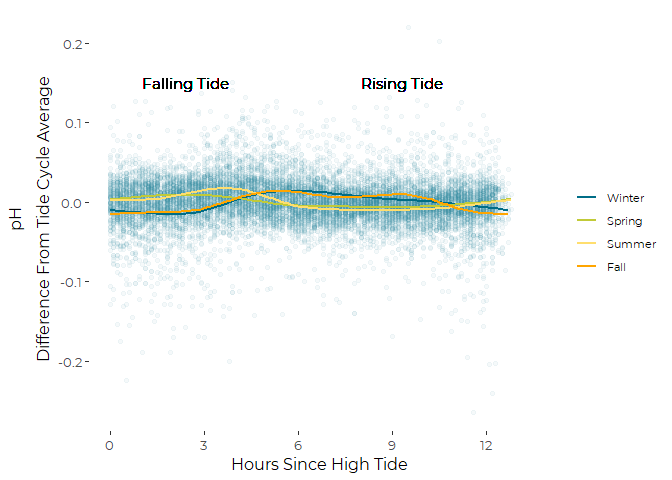 0.2
0.1
0.0
-0.1
-0.2
pH
Difference From Tide Cycle Average
Falling Tide
Rising Tide
0
3
6
9
12
Hours Since High Tide
Winter
Spring
Summer
Fall